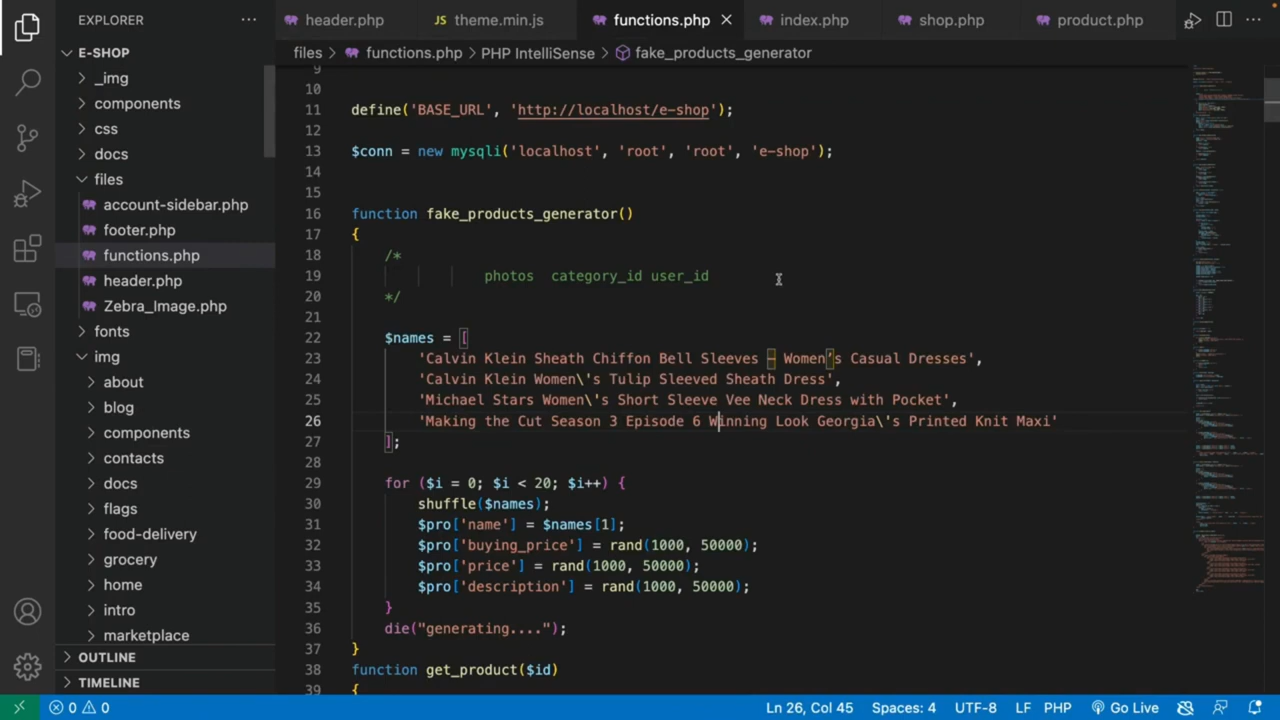 EXPLORER
E-SHOP
_img
components
css
docs
files
account-sidebar.php
footer.php
functions.php
header.php
Zebra_Image.php
fonts
img
about
blog
components
contacts
docs
flags
food-delivery
grocery
home
intro
marketplace
OUTLINE
TIMELINE
header.php
JS theme.min.js
functions.php
index.php
shop.php
product.php
files > functions.php > PHP IntelliSense > fake_products_generator
9
10
11 define('BASE_URL', 'http://localhost/e-shop');
12
13 $conn = new mysqli('localhost', 'root', 'root', 'e-shop');
14
15
16 function fake_products_generator()
17 {
18 /*
19 photos category_id user_id
20 */
21
22 $names = [
23 'Calvin Klein Sheath Chiffon Bell Sleeves – Women’s Casual Dresses',
24 'Calvin Klein Women\'s Tulip Sleeved Sheath Dress',
25 'Michael Stars Women\'s Short Sleeve Vee Neck Dress with Pocket',
26 'Making the Cut Season 3 Episode 6 Winning Look Georgia\'s Printed Knit Maxi'
27 ];
28
29 for ($i = 0; $i < 20; $i++) {
30 shuffle($names);
31 $pro['name'] = $names[1];
32 $pro['buying_price'] = rand(1000, 50000);
33 $pro['price'] = rand(1000, 50000);
34 $pro['description'] = rand(1000, 50000);
35 }
36 die("generating....");
37 }
38 function get_product($id)
39 {
0 0
Ln 26, Col 45 Spaces: 4 UTF-8 LF PHP Go Live